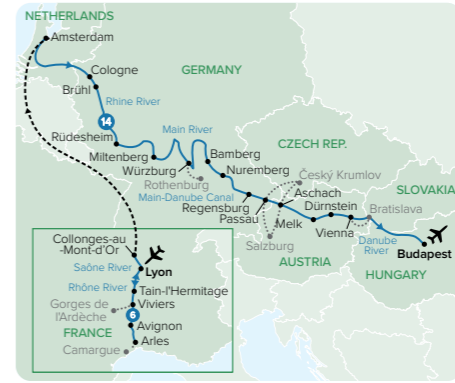 NETHERLANDS
Amsterdam
Cologne
Brühl
GERMANY
Rhine River
14
Rüdesheim
Main River
Miltenberg
Würzburg
Bamberg
Nuremberg
Rothenburg
Main-Danube Canal
CZECH REP.
Český Krumlov
Regensburg
Passau
Aschach
SLOVAKIA
Dürnstein
Bratislava
Melk
Vienna
Salzburg
Danube
River
Budapest
AUSTRIA
HUNGARY
Collonges-au
-Mont-d'Or
Saône River
Lyon
Rhône River
Tain-l'Hermitage
Gorges de
l'Ardèche
Viviers
6
FRANCE
Avignon
Camargue
Arles